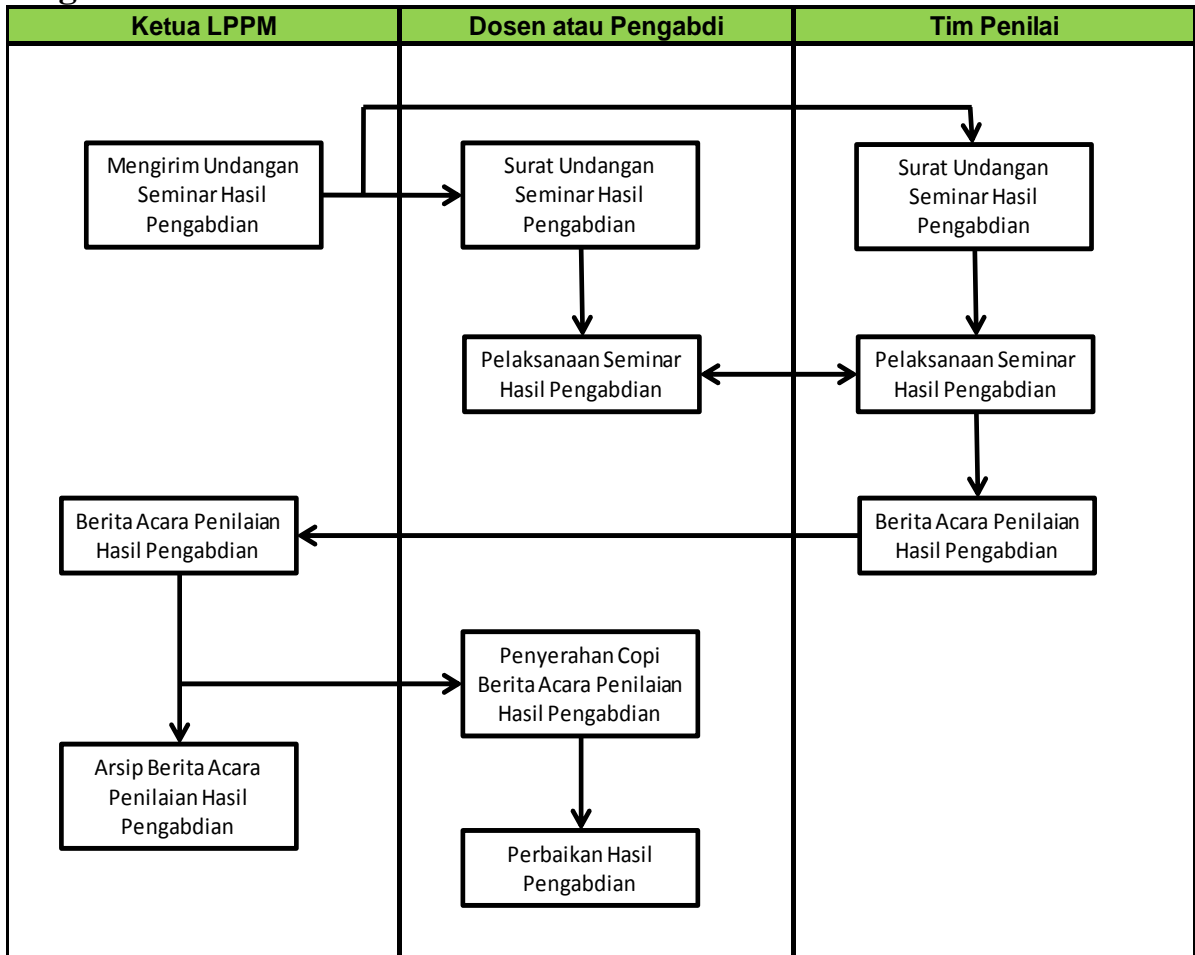 Ketua LPPM
Dosen atau Pengabdi
Tim Penilai
Mengirim Undangan
Seminar Hasil
Pengabdian
Surat Undangan
Seminar Hasil
Pengabdian
Surat Undangan
Seminar Hasil
Pengabdian
Pelaksanaan Seminar
Hasil Pengabdian
Pelaksanaan Seminar
Hasil Pengabdian
Berita Acara Penilaian
Hasil Pengabdian
Berita Acara Penilaian
Hasil Pengabdian
Penyerahan Copi
Berita Acara Penilaian
Hasil Pengabdian
Arsip Berita Acara
Penilaian Hasil
Pengabdian
Perbaikan Hasil
Pengabdian